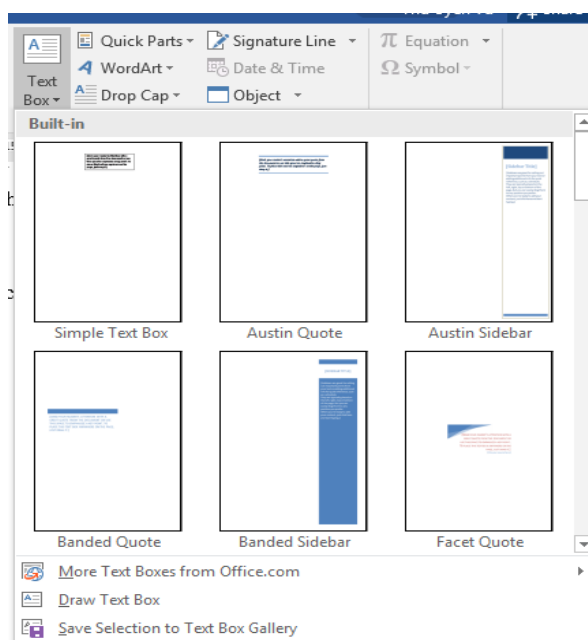 Text
Box
Quick Parts
WordArt
Drop Cap
Signature Line
Date & Time
Object
Equation
Symbol
Built-in
Simple Text Box
Austin Quote
Austin Sidebar
Banded Quote
Banded Sidebar
Facet Quote
More Text Boxes from Office.com
Draw Text Box
Save Selection to Text Box Gallery